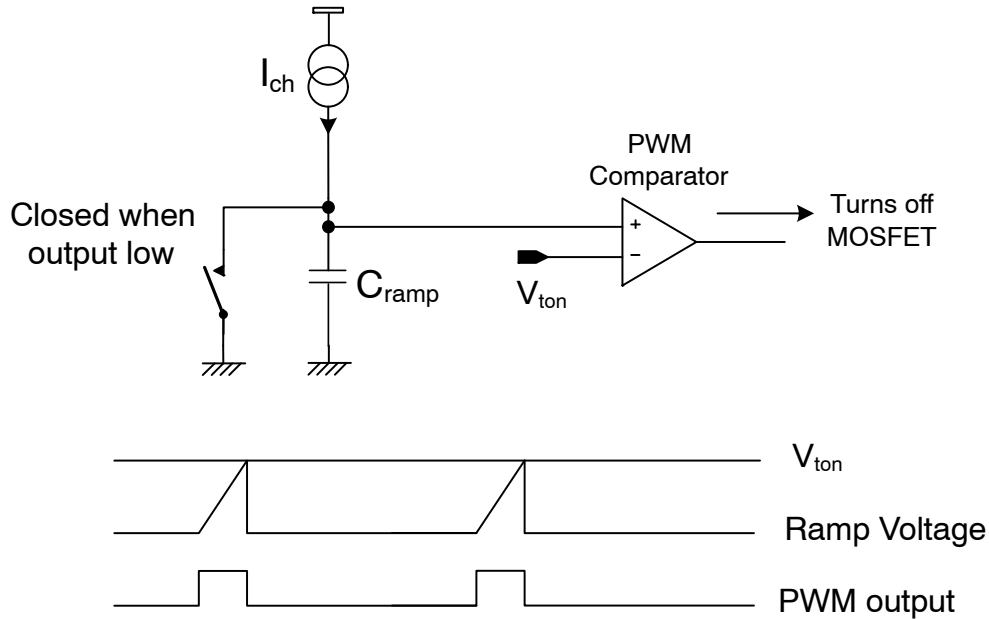 I_ch
PWM
Comparator
Closed when
output low
Turns off
MOSFET
+
−
V_ton
C_ramp
V_ton
Ramp Voltage
PWM output